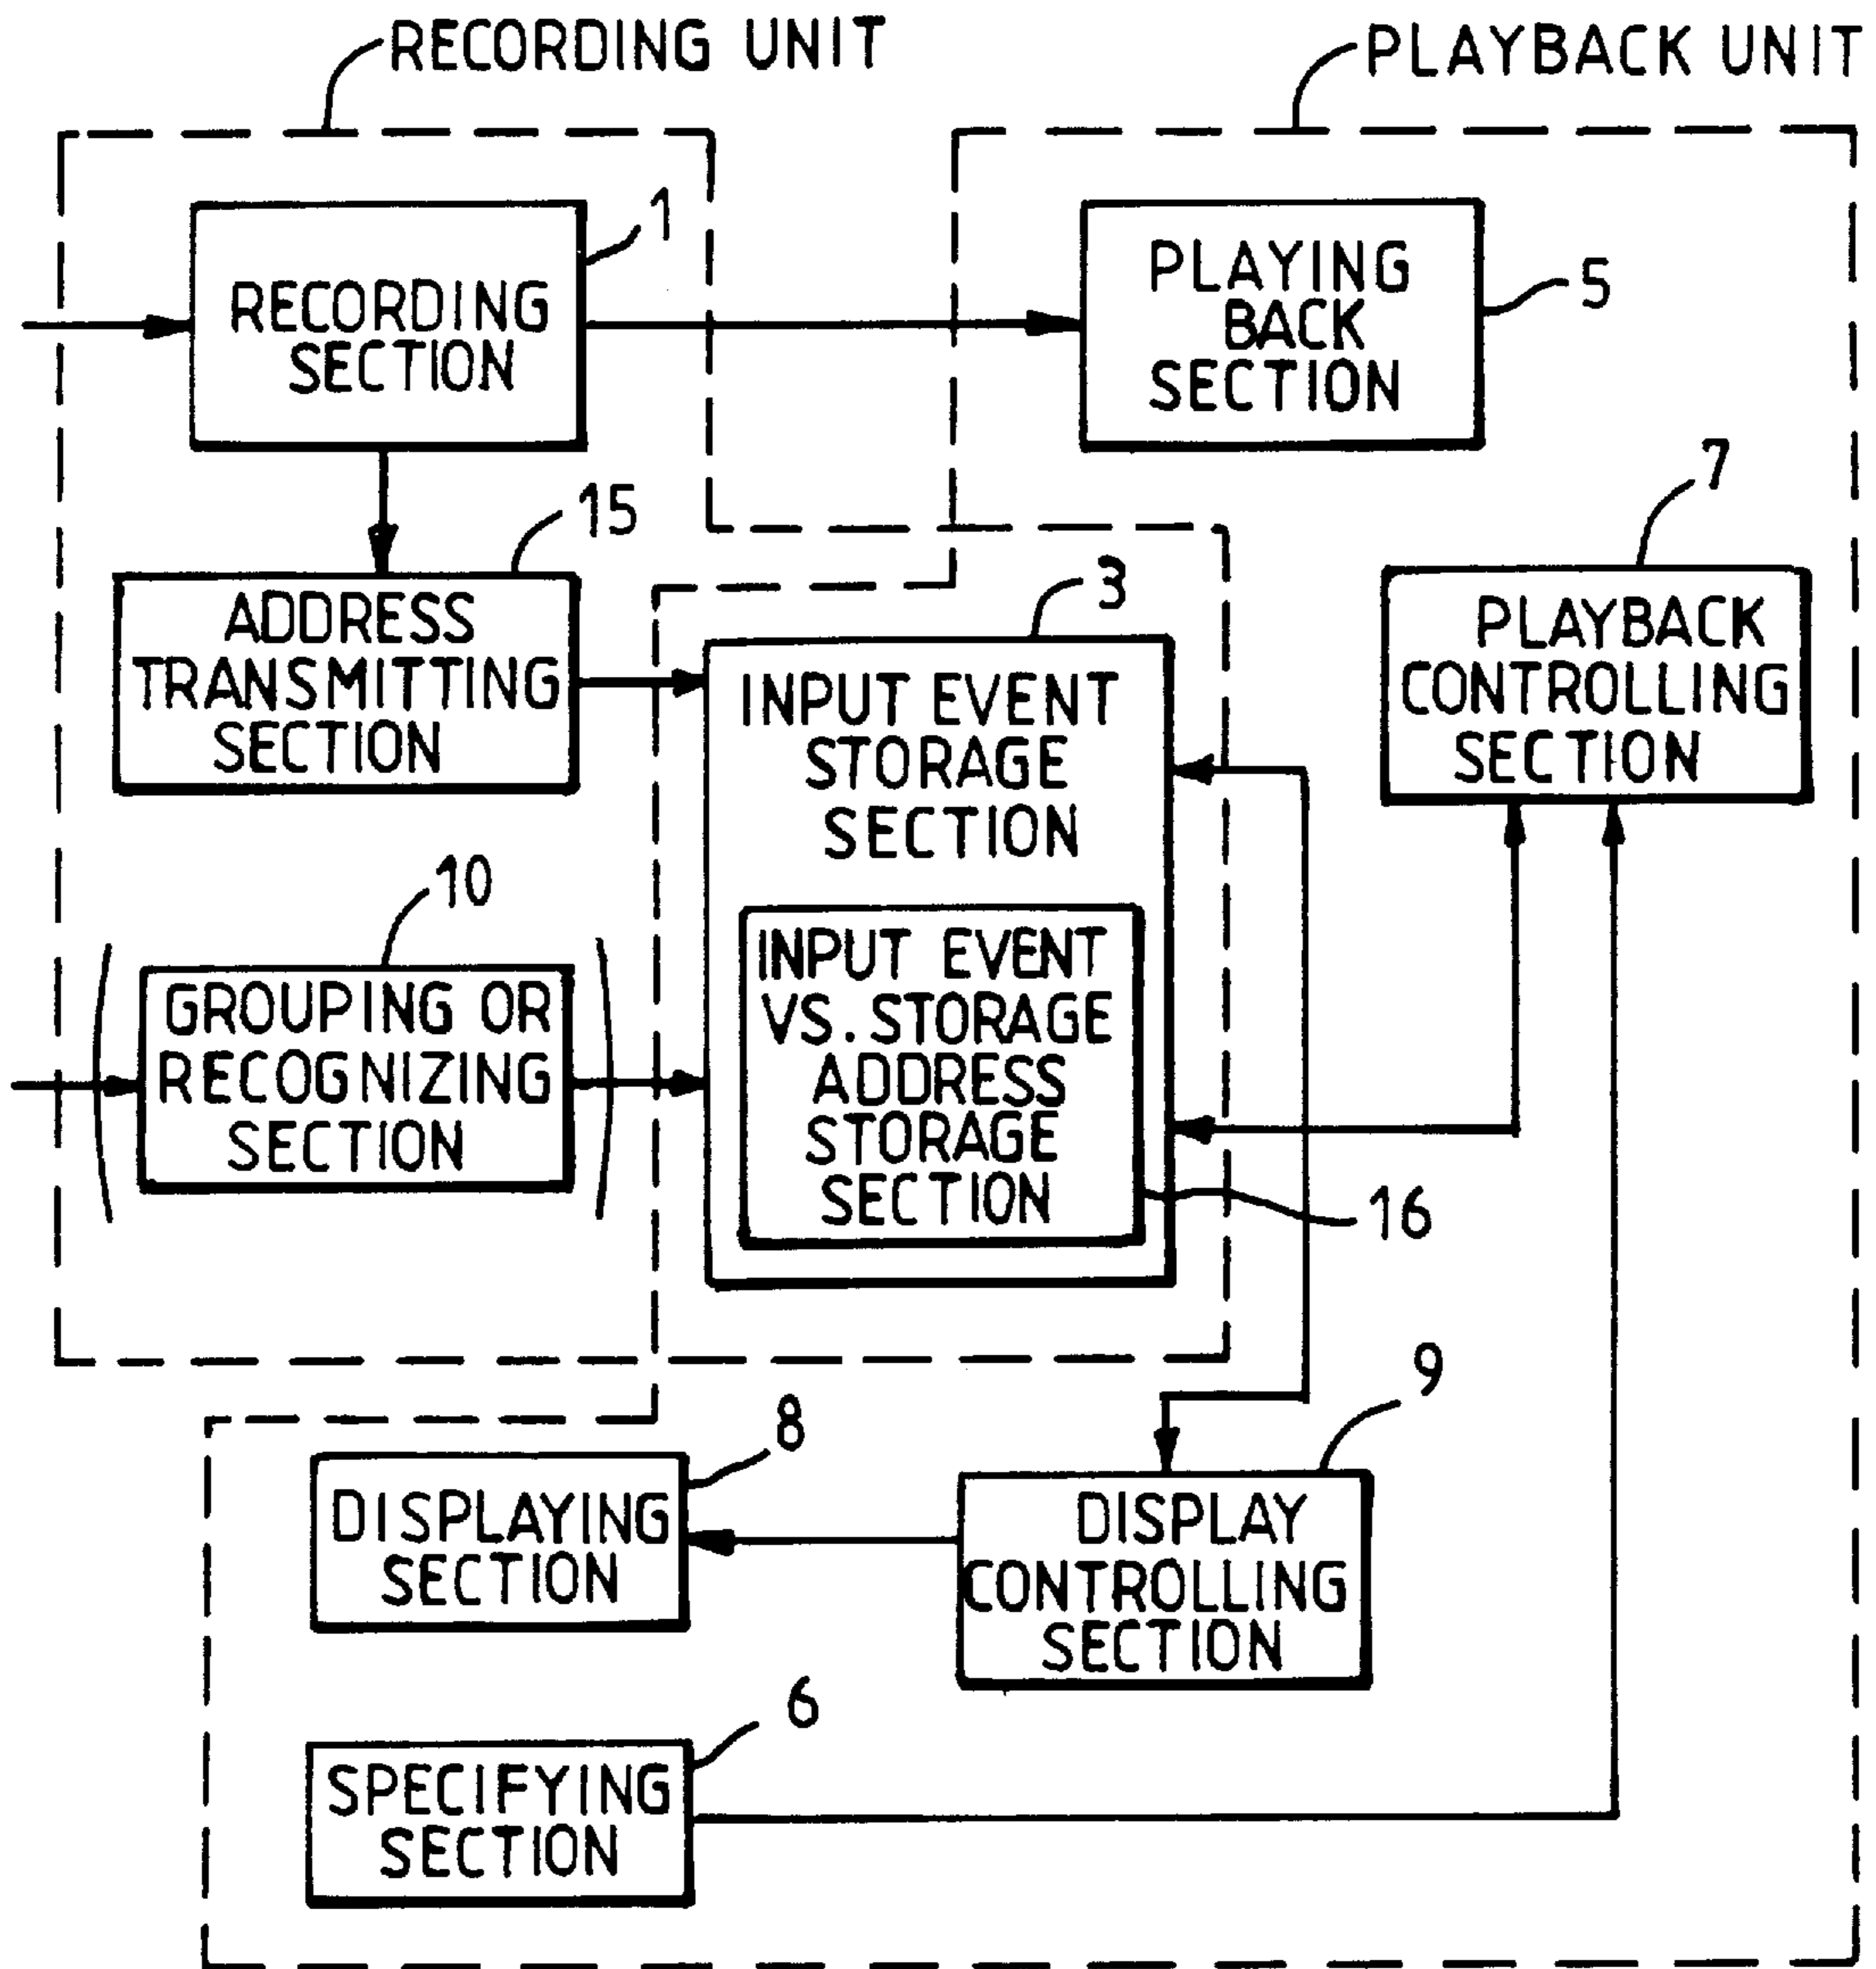 RECORDING UNIT
PLAYBACK UNIT
1
RECORDING
SECTION
PLAYING
BACK
SECTION
5
15
ADDRESS
TRANSMITTING
SECTION
3
INPUT EVENT
STORAGE
SECTION
7
PLAYBACK
CONTROLLING
SECTION
10
GROUPING OR
RECOGNIZING
SECTION
INPUT EVENT
VS. STORAGE
ADDRESS
STORAGE
SECTION
16
8
DISPLAYING
SECTION
9
DISPLAY
CONTROLLING
SECTION
6
SPECIFYING
SECTION